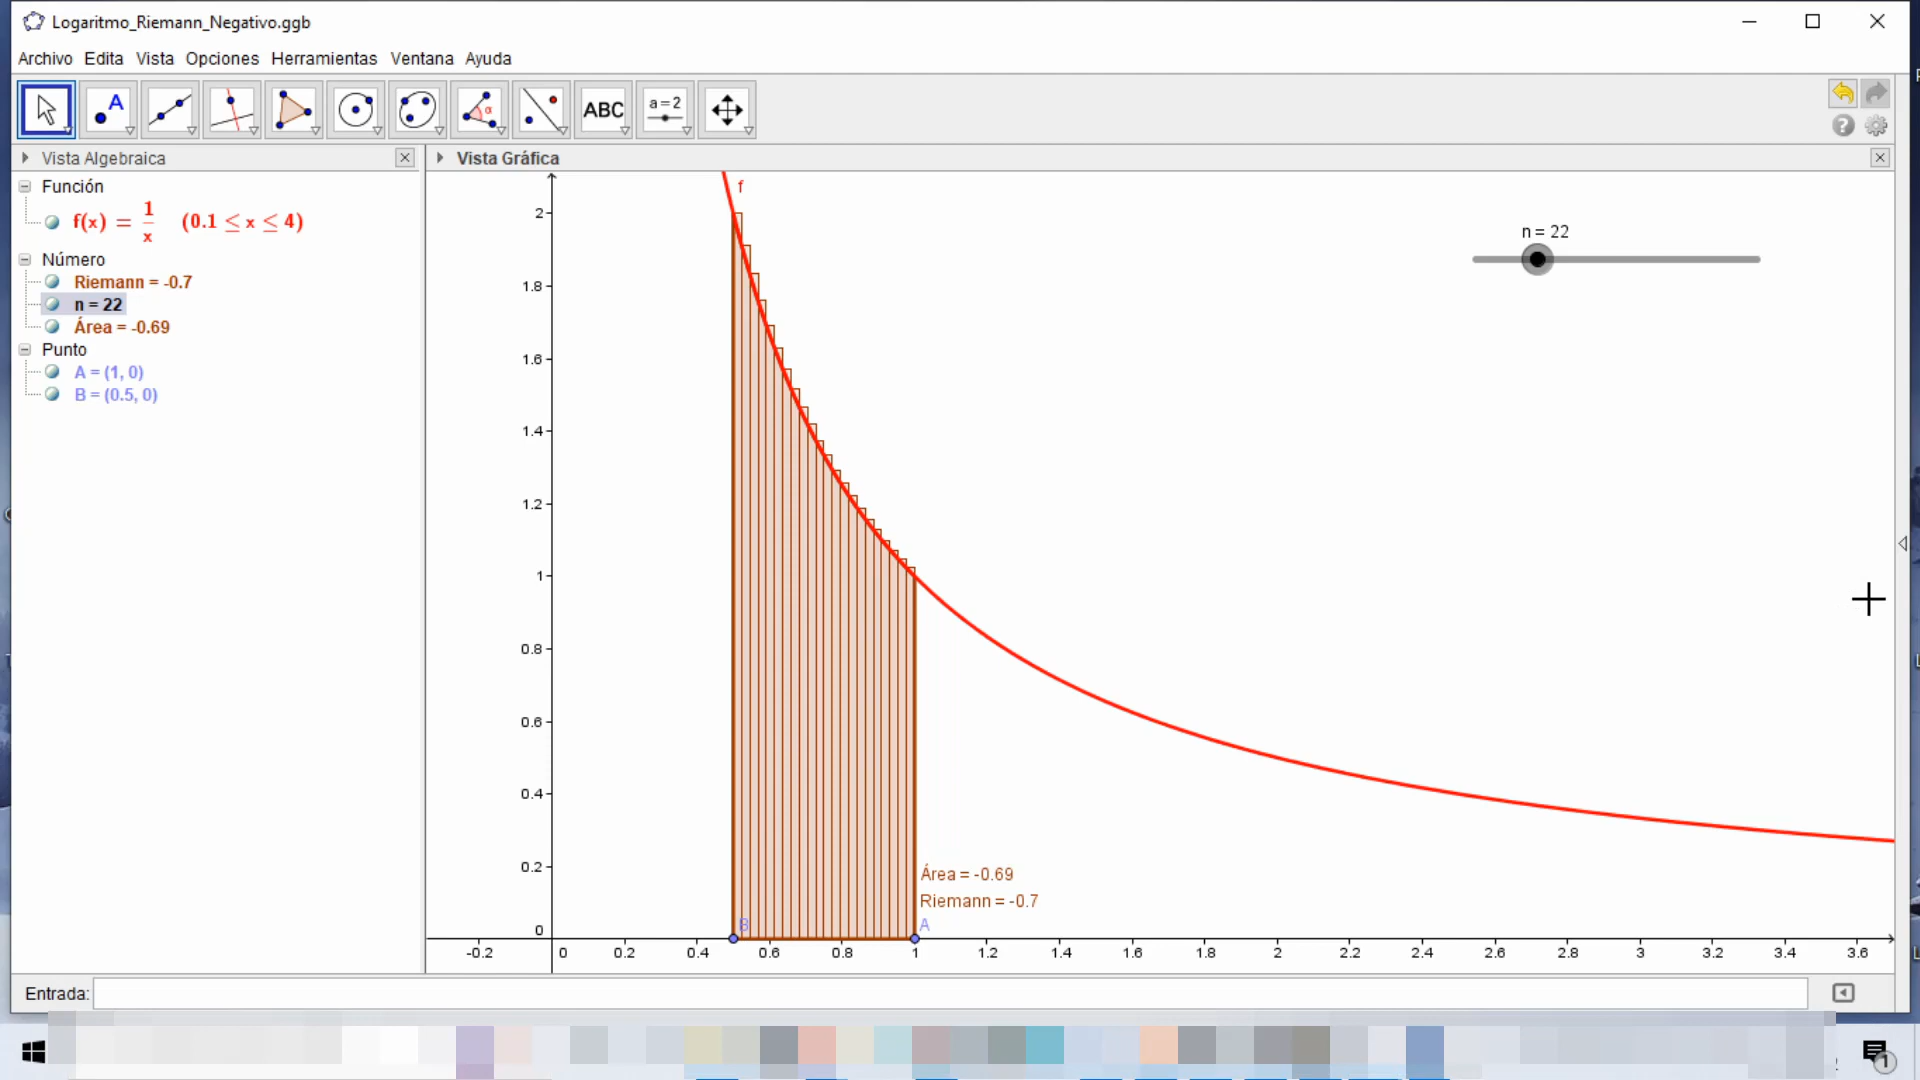 Logaritmo_Riemann_Negativo.ggb
Archivo Edita Vista Opciones Herramientas Ventana Ayuda
A
α
ABC
a=2
?
Vista Algebraica
Vista Gráfica
Función
f(x) = 1/x (0.1 ≤ x ≤ 4)
Número
Riemann = -0.7
n = 22
Área = -0.69
Punto
A = (1, 0)
B = (0.5, 0)
f
n = 22
2
1.8
1.6
1.4
1.2
1
0.8
0.6
0.4
0.2
0
Área = -0.69
Riemann = -0.7
B A
-0.2 0 0.2 0.4 0.6 0.8 1 1.2 1.4 1.6 1.8 2 2.2 2.4 2.6 2.8 3 3.2 3.4 3.6
Entrada:
1